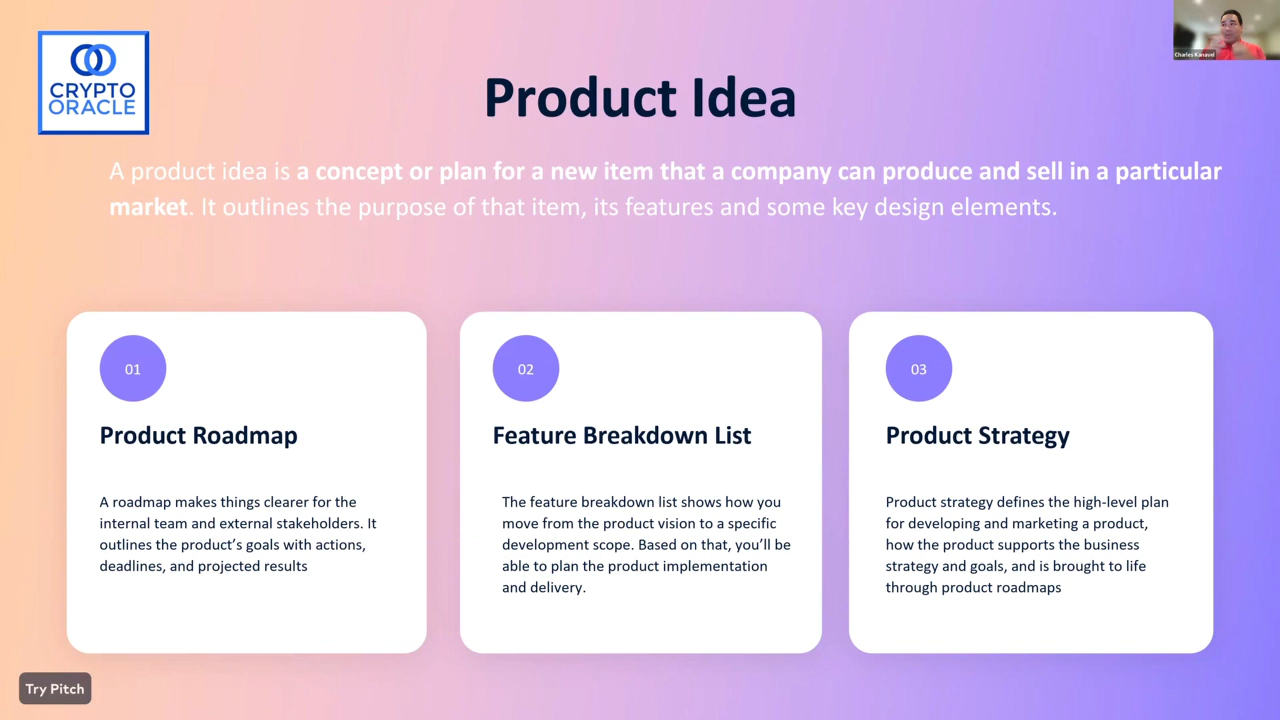 CRYPTO
ORACLE
Charles Kanavel
Product Idea
A product idea is a concept or plan for a new item that a company can produce and sell in a particular
market. It outlines the purpose of that item, its features and some key design elements.
01
Product Roadmap
A roadmap makes things clearer for the
internal team and external stakeholders. It
outlines the product’s goals with actions,
deadlines, and projected results
02
Feature Breakdown List
The feature breakdown list shows how you
move from the product vision to a specific
development scope. Based on that, you’ll be
able to plan the product implementation
and delivery.
03
Product Strategy
Product strategy defines the high-level plan
for developing and marketing a product,
how the product supports the business
strategy and goals, and is brought to life
through product roadmaps
Try Pitch